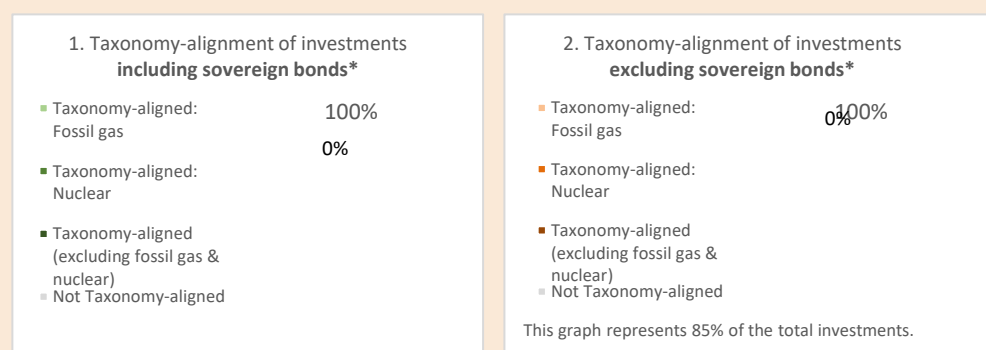 1. Taxonomy-alignment of investments
including sovereign bonds*
Taxonomy-aligned:
Fossil gas
Taxonomy-aligned:
Nuclear
Taxonomy-aligned
(excluding fossil gas &
nuclear)
Not Taxonomy-aligned
100%
0%
2. Taxonomy-alignment of investments
excluding sovereign bonds*
Taxonomy-aligned:
Fossil gas
Taxonomy-aligned:
Nuclear
Taxonomy-aligned
(excluding fossil gas &
nuclear)
Not Taxonomy-aligned
0%
100%
This graph represents 85% of the total investments.